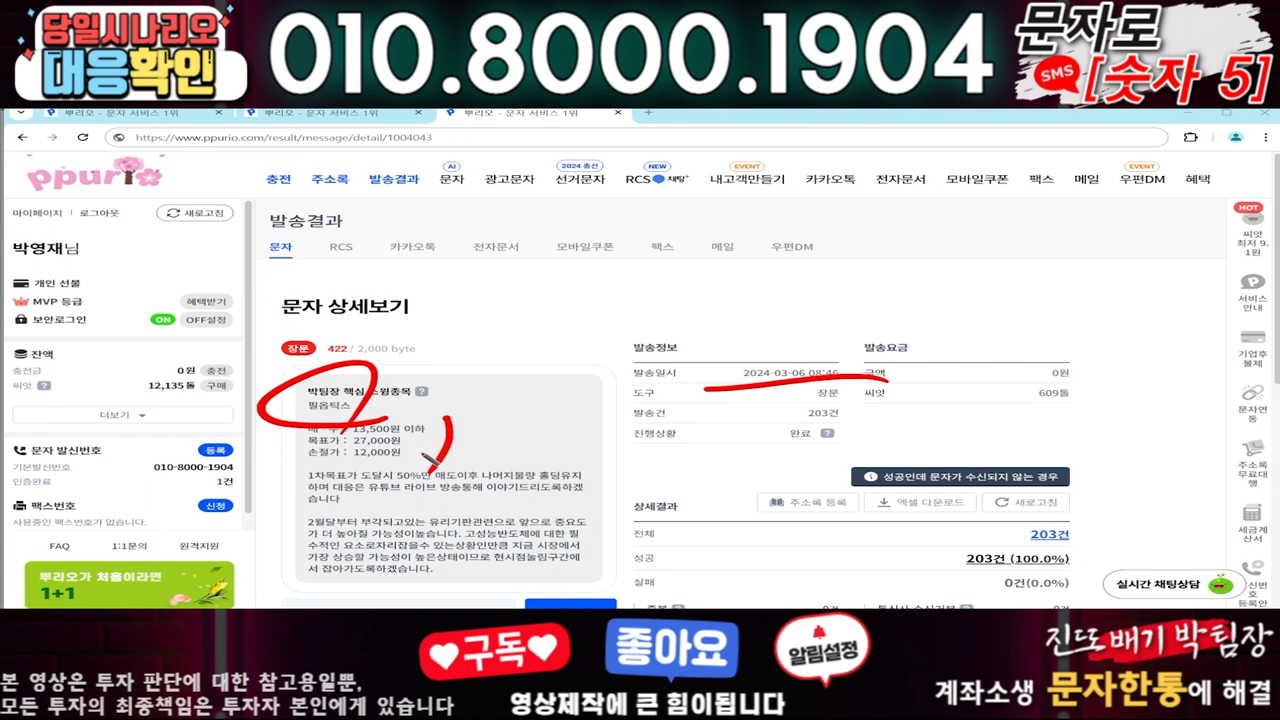 당일시나리오
대응확인
010.8000.1904
문자로
SMS [숫자 5]
뿌리오 - 문자 서비스 1위
뿌리오 - 문자 서비스 1위
뿌리오 - 문자 서비스 1위
https://www.ppurio.com/result/message/detail/1004043
ppurio
충전 주소록 발송결과 문자 광고문자 선거문자 RCS 채팅+ 내고객만들기 카카오톡 전자문서 모바일쿠폰 팩스 메일 우편DM 혜택
AI 2024 총선 NEW EVENT EVENT
마이페이지 | 로그아웃 새로고침
박영재님
개인 선불
MVP 등급 혜택받기
보안로그인 ON OFF설정
잔액
충전금 0원 충전
씨앗 ? 12,135톨 구매
더보기
문자 발신번호 등록
기본발신번호 010-8000-1904
인증완료 1건
팩스번호 신청
사용중인 팩스번호가 없습니다.
FAQ 1:1문의 원격지원
뿌리오가 처음이라면
1+1
발송결과
문자 RCS 카카오톡 전자문서 모바일쿠폰 팩스 메일 우편DM
문자 상세보기
장문 422 / 2,000 byte
박팀장 핵심 스윙종목 ?
필옵틱스
13,500원 이하
목표가 : 27,000원
손절가 : 12,000원
1차목표가 도달시 50%만 매도이후 나머지물량 홀딩유지
하며 대응은 유튜브 라이브 방송통해 이야기드리도록하겠
습니다
2월달부터 부각되고있는 유리기판관련으로 앞으로 중요도
가 더 높아질 가능성이높습니다. 고성능반도체에 대한 필
수적인 요소로자리잡을수 있는상황인만큼 지금 시장에서
가장 상승할 가능성이 높은상태이므로 현시점눌림구간에
서 잡아가도록하겠습니다.
발송정보
발송일시 2024-03-06 08:46
도구 장문
발송건 203건
진행상황 완료 ?
발송요금
금액 0원
씨앗 609톨
성공인데 문자가 수신되지 않는 경우
상세결과 주소록 등록 엑셀 다운로드 새로고침
전체 203건
성공 203건 (100.0%)
실패 0건(0.0%)
HOT
씨앗
최저 9.
1원
서비스
안내
기업후
불제
문자연
동
주소록
무료대
행
세금계
산서
실시간 채팅상담
구독
좋아요
알림설정
영상제작에 큰 힘이됩니다
본 영상은 투자 판단에 대한 참고용일뿐,
모든 투자의 최종책임은 투자자 본인에게 있습니다
진또배기 박팀장
계좌소생 문자한통에 해결